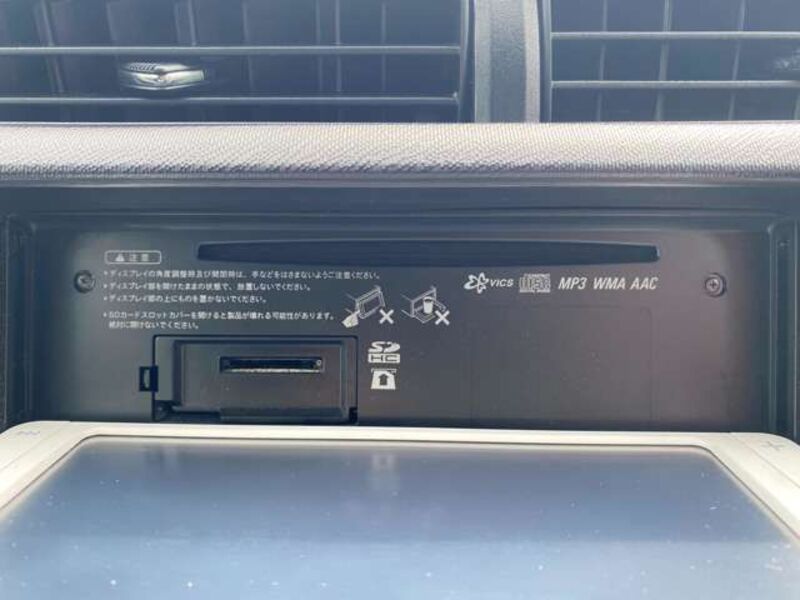 ⚠注意
*ディスプレイの角度調整時及び開閉時は、手などをはさまないようご注意ください。
*ディスプレイ部を開けたままの状態で、放置しないでください。
*ディスプレイ部の上にものを置かないでください。
*SDカードスロットカバーを開けると製品が壊れる可能性があります。
絶対に開けないでください。
VICS MP3 WMA AAC
SD
HC